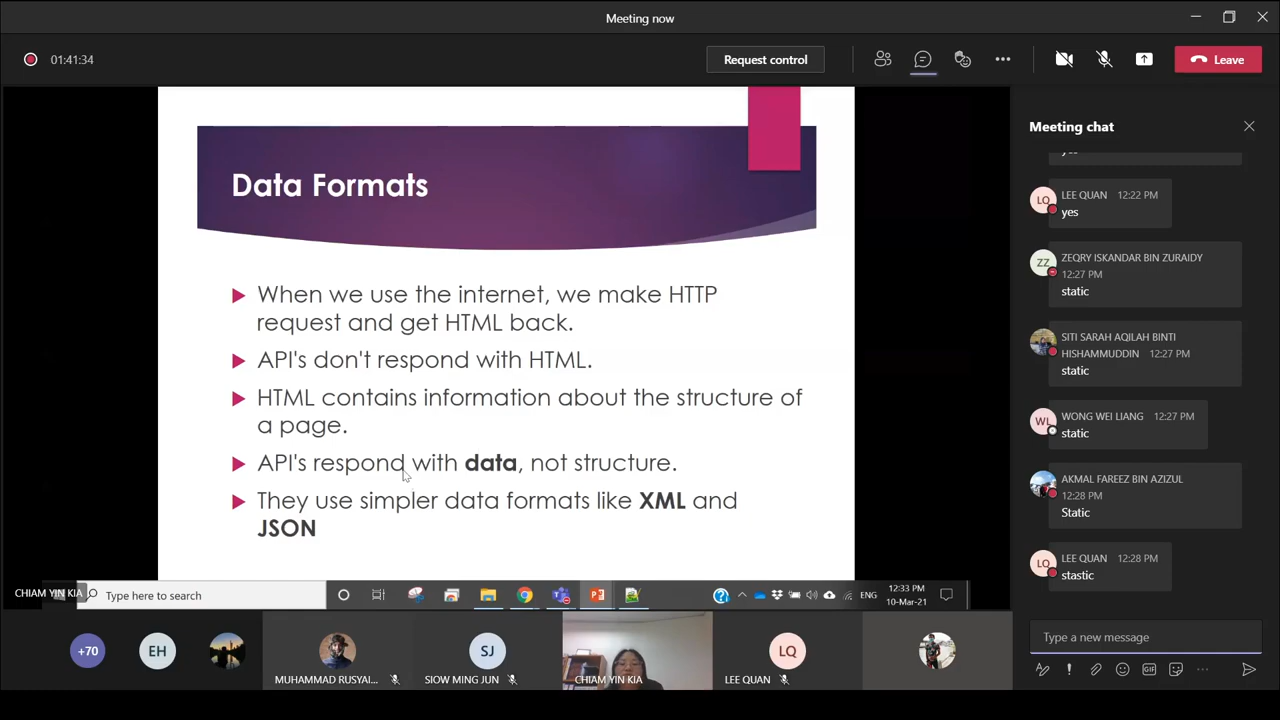 Meeting now
01:41:34
Request control
Leave
Data Formats
When we use the internet, we make HTTP
request and get HTML back.
API's don't respond with HTML.
HTML contains information about the structure of
a page.
API's respond with data, not structure.
They use simpler data formats like XML and
JSON
CHIAM YIN KIA
Type here to search
ENG
12:33 PM
10-Mar-21
+70
EH
MUHAMMAD RUSYAI...
SJ
SIOW MING JUN
CHIAM YIN KIA
LQ
LEE QUAN
Meeting chat
yes
LQ
LEE QUAN 12:22 PM
yes
ZZ
ZEQRY ISKANDAR BIN ZURAIDY
12:27 PM
static
SITI SARAH AQILAH BINTI
HISHAMMUDDIN 12:27 PM
static
WL
WONG WEI LIANG 12:27 PM
static
AKMAL FAREEZ BIN AZIZUL
12:28 PM
Static
LQ
LEE QUAN 12:28 PM
stastic
Type a new message
GIF